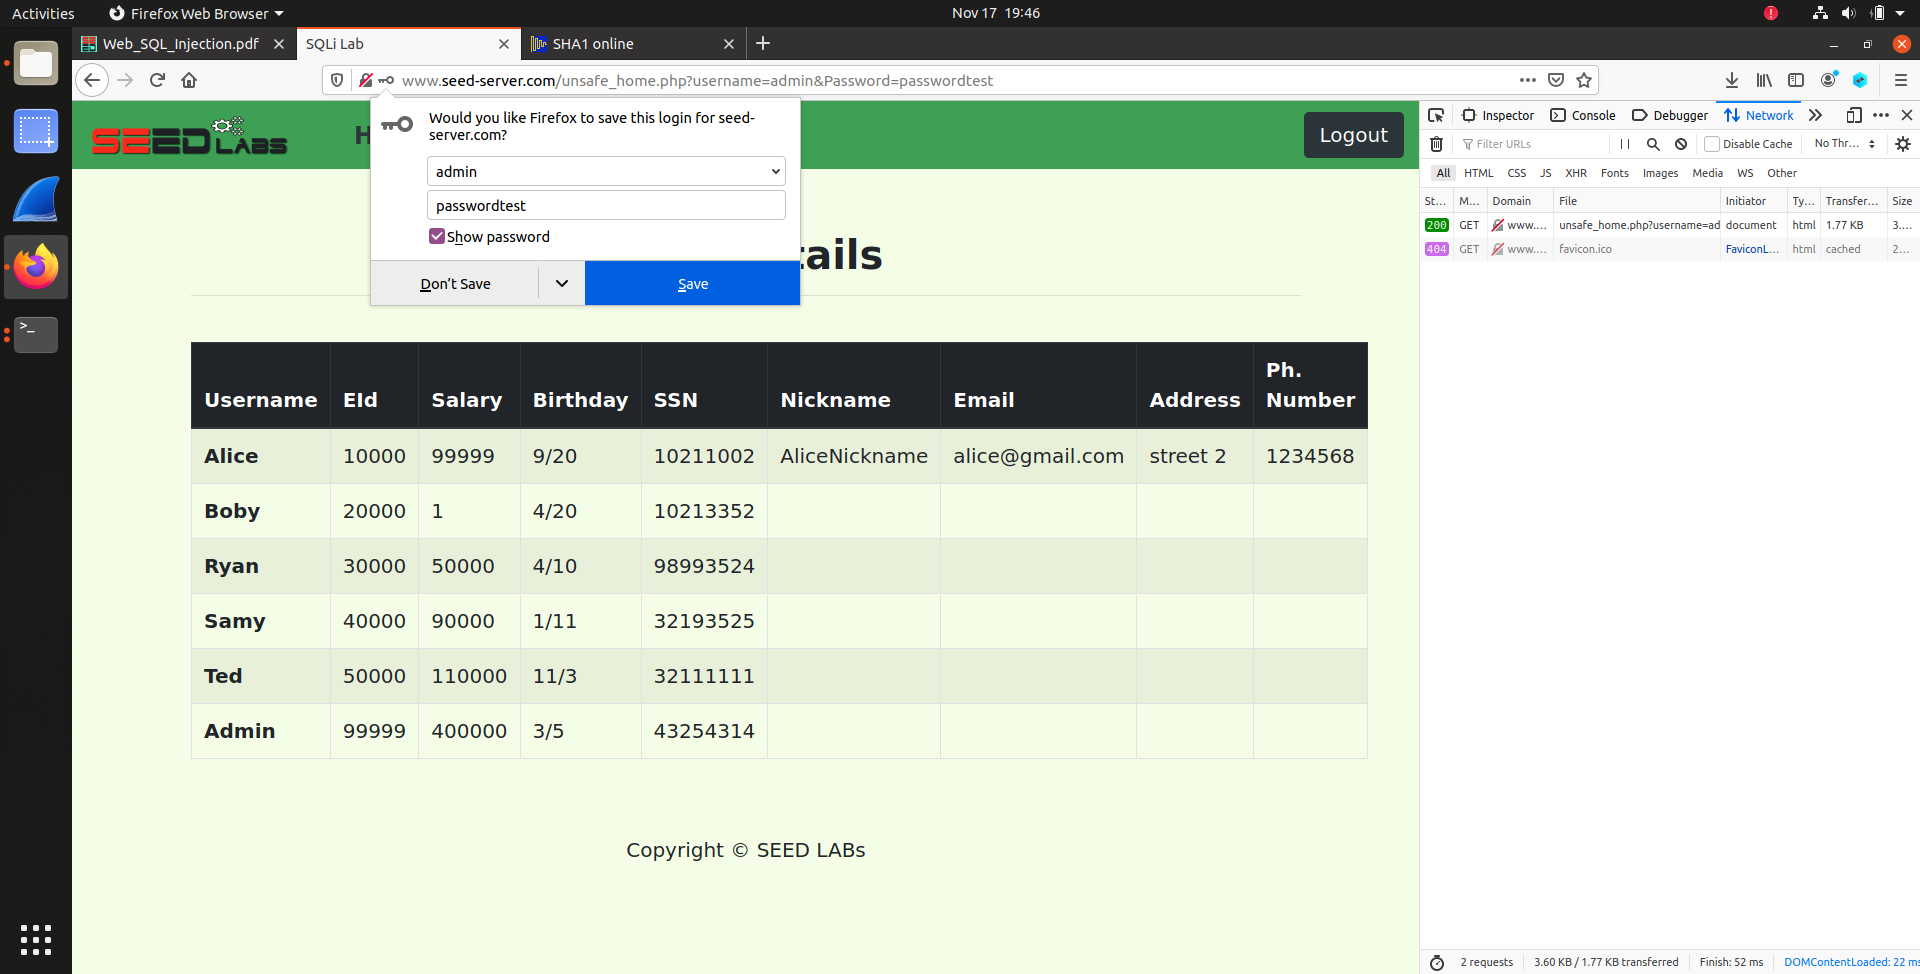 Activities
Firefox Web Browser
Nov 17 19:46
Web_SQL_Injection.pdf
SQLi Lab
SHA1 online
www.seed-server.com/unsafe_home.php?username=admin&Password=passwordtest
SEED LABS
H
Logout
Would you like Firefox to save this login for seed-
server.com?
admin
passwordtest
Show password
Don't Save
Save
tails
Username EId Salary Birthday SSN Nickname Email Address Ph. Number
Alice 10000 99999 9/20 10211002 AliceNickname alice@gmail.com street 2 1234568
Boby 20000 1 4/20 10213352
Ryan 30000 50000 4/10 98993524
Samy 40000 90000 1/11 32193525
Ted 50000 110000 11/3 32111111
Admin 99999 400000 3/5 43254314
Copyright © SEED LABs
Inspector Console Debugger Network
Filter URLs
Disable Cache
No Thr...
All HTML CSS JS XHR Fonts Images Media WS Other
St... M... Domain File Initiator Ty... Transfer... Size
200 GET www.... unsafe_home.php?username=ad document html 1.77 KB 3....
404 GET www.... favicon.ico FaviconL... html cached 2...
2 requests 3.60 KB / 1.77 KB transferred Finish: 52 ms DOMContentLoaded: 22 ms